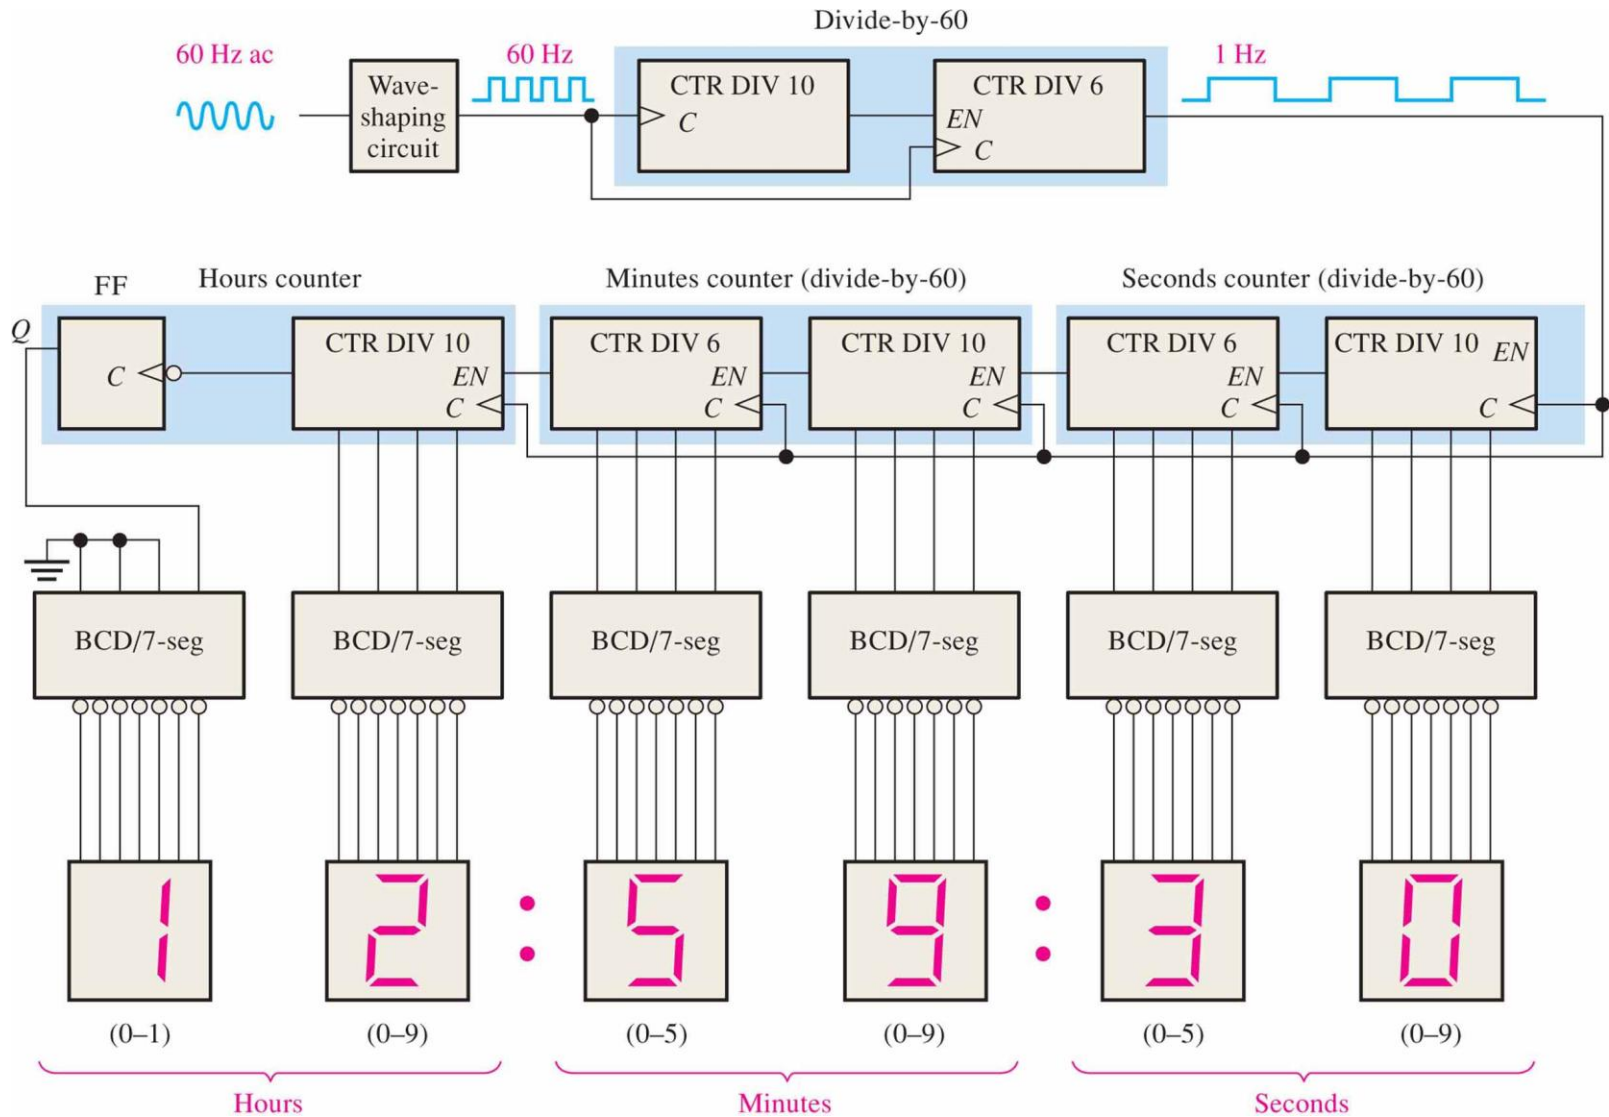 Divide-by-60
60 Hz ac
Wave-
shaping
circuit
60 Hz
CTR DIV 10
C
CTR DIV 6
EN
C
1 Hz
FF
Hours counter
Minutes counter (divide-by-60)
Seconds counter (divide-by-60)
Q
C
CTR DIV 10
EN
C
CTR DIV 6
EN
C
CTR DIV 10
EN
C
CTR DIV 6
EN
C
CTR DIV 10
EN
C
BCD/7-seg
BCD/7-seg
BCD/7-seg
BCD/7-seg
BCD/7-seg
BCD/7-seg
12:59:30
(0–1)
(0–9)
(0–5)
(0–9)
(0–5)
(0–9)
Hours
Minutes
Seconds